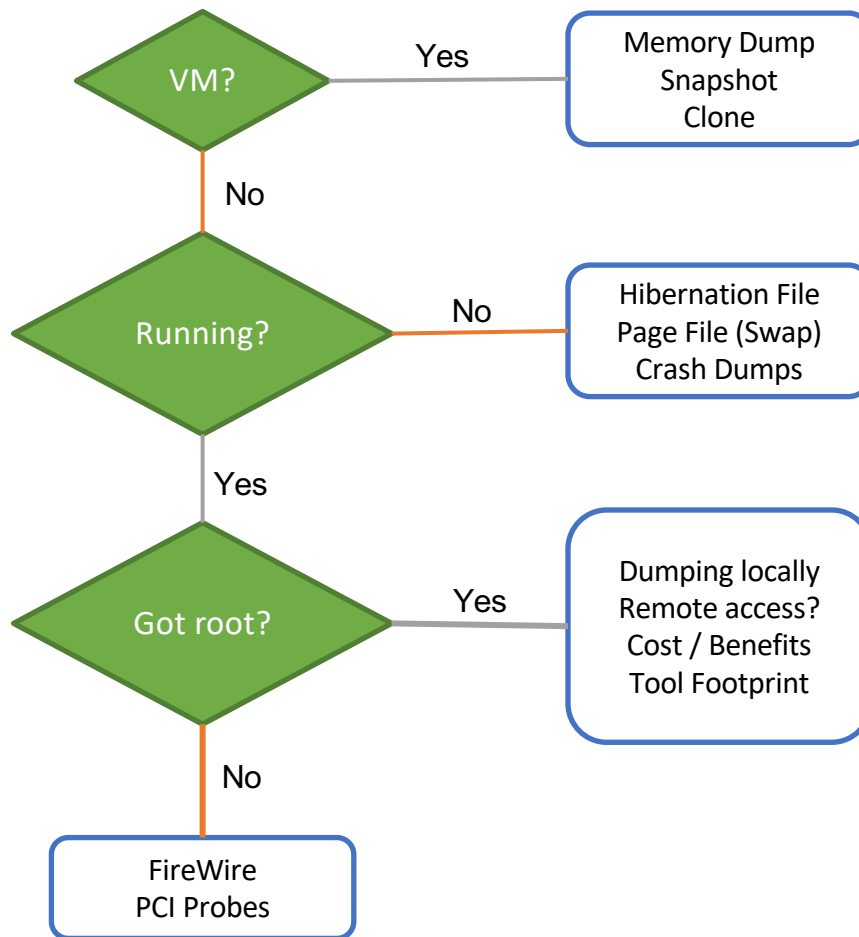 VM?
Yes
Memory Dump
Snapshot
Clone
No
Running?
No
Hibernation File
Page File (Swap)
Crash Dumps
Yes
Got root?
Yes
Dumping locally
Remote access?
Cost / Benefits
Tool Footprint
No
FireWire
PCI Probes